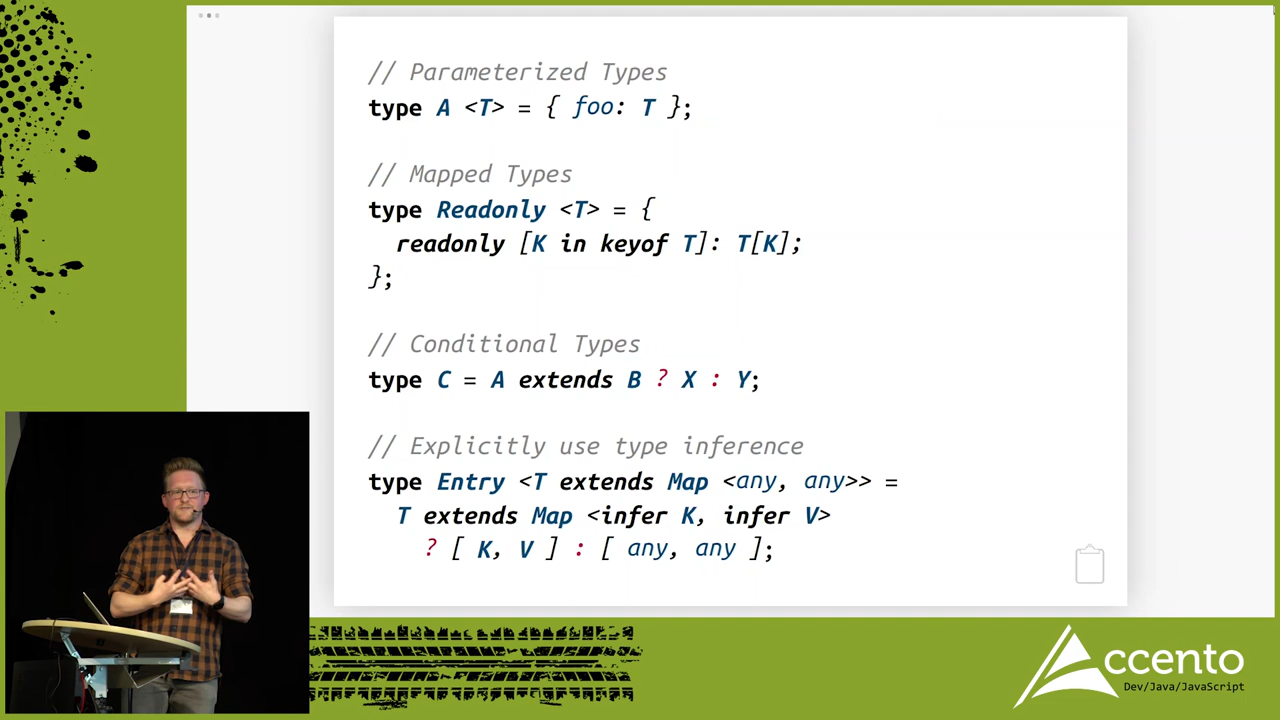 // Parameterized Types
type A <T> = { foo: T };
// Mapped Types
type Readonly <T> = {
  readonly [K in keyof T]: T[K];
};
// Conditional Types
type C = A extends B ? X : Y;
// Explicitly use type inference
type Entry <T extends Map <any, any>> =
  T extends Map <infer K, infer V>
    ? [ K, V ] : [ any, any ];
Accento
Dev/Java/JavaScript